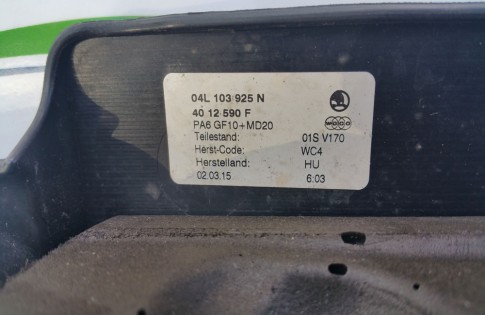 04L 103 925 N
40 12 590 F
PA6 GF10+MD20
WOCO
Teilestand: 01S V170
Herst-Code: WC4
Herstelland: HU
02.03.15 6:03